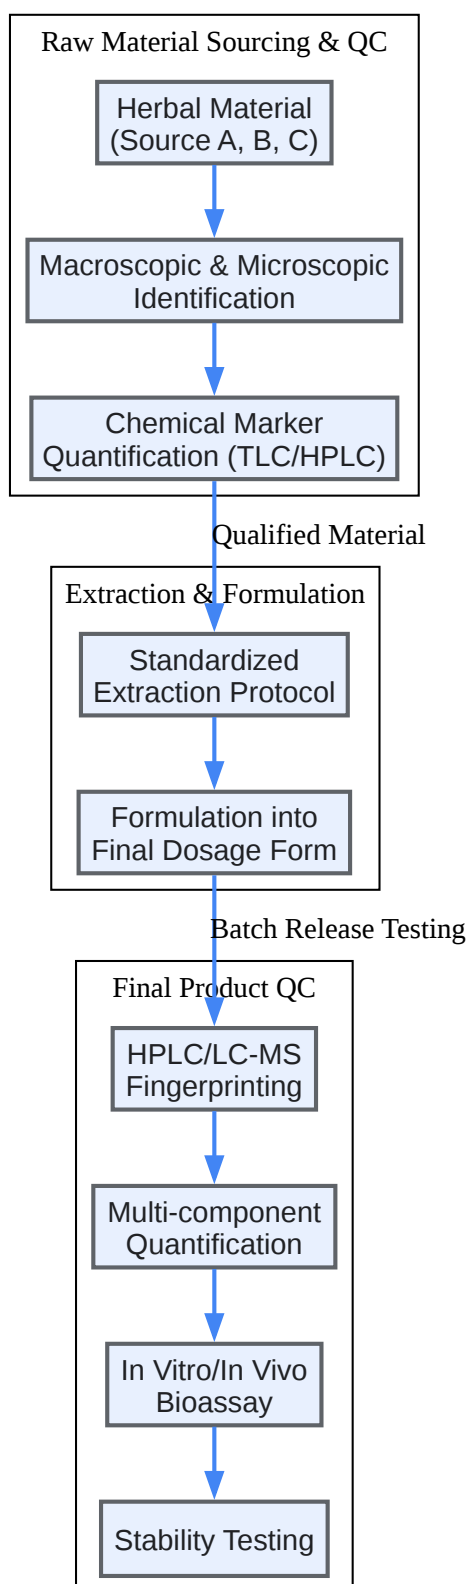 Raw Material Sourcing & QC
Herbal Material
(Source A, B, C)
Macroscopic & Microscopic
Identification
Chemical Marker
Quantification (TLC/HPLC)
Qualified Material
Extraction & Formulation
Standardized
Extraction Protocol
Formulation into
Final Dosage Form
Batch Release Testing
Final Product QC
HPLC/LC-MS
Fingerprinting
Multi-component
Quantification
In Vitro/In Vivo
Bioassay
Stability Testing